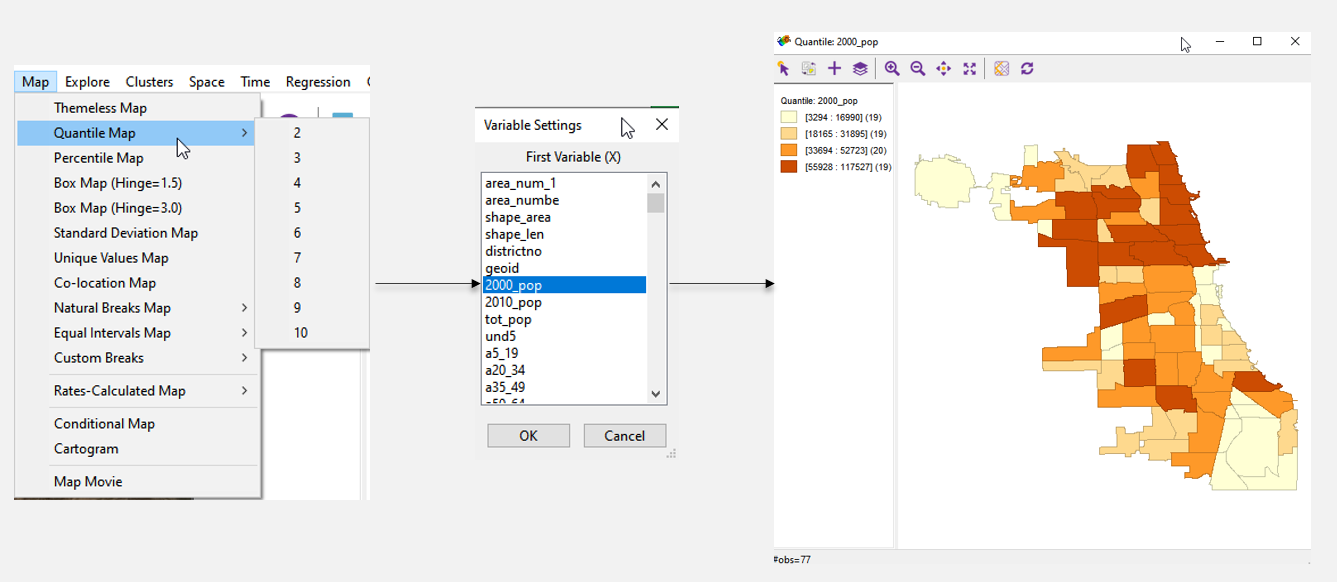 Map Explore Clusters Space Time Regression
Themeless Map
Quantile Map
Percentile Map
Box Map (Hinge=1.5)
Box Map (Hinge=3.0)
Standard Deviation Map
Unique Values Map
Co-location Map
Natural Breaks Map
Equal Intervals Map
Custom Breaks
Rates-Calculated Map
Conditional Map
Cartogram
Map Movie
2
3
4
5
6
7
8
9
10
Variable Settings
First Variable (X)
area_num_1
area_numbe
shape_area
shape_len
districtno
geoid
2000_pop
2010_pop
tot_pop
und5
a5_19
a20_34
a35_49
a50_64
OK Cancel
Quantile: 2000_pop
Quantile: 2000_pop
[3294 : 16990] (19)
[18165 : 31895] (19)
[33694 : 52723] (20)
[55928 : 117527] (19)
#obs=77